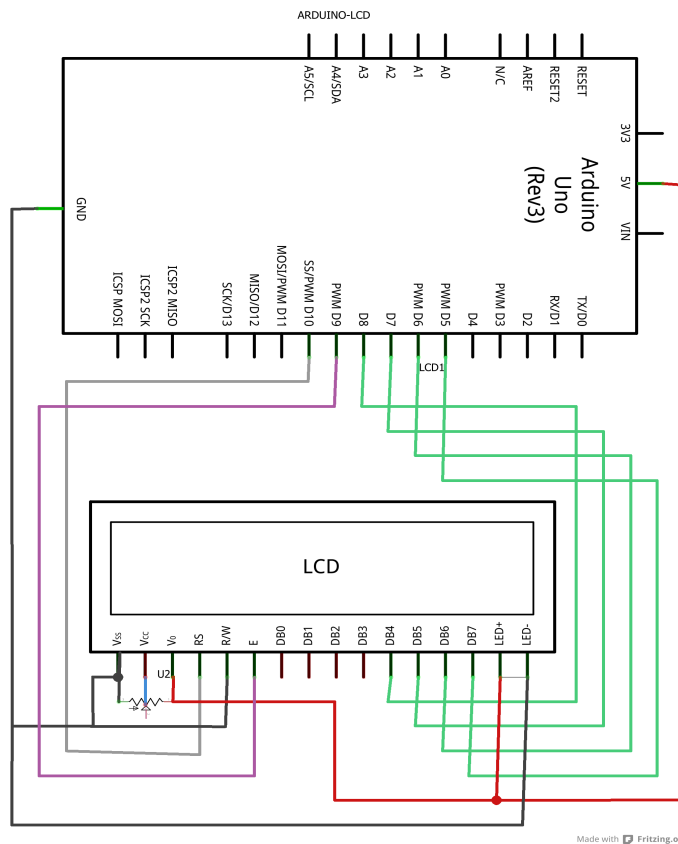 ARDUINO-LCD
A5/SCL
A4/SDA
A3
A2
A1
A0
N/C
AREF
RESET2
RESET
3V3
5V
VIN
Arduino
Uno
(Rev3)
GND
ICSP MOSI
ICSP2 SCK
ICSP2 MISO
SCK/D13
MISO/D12
MOSI/PWM D11
SS/PWM D10
PWM D9
D8
D7
PWM D6
PWM D5
D4
PWM D3
D2
RX/D1
TX/D0
LCD1
LCD
VSS
VCC
V0
RS
R/W
E
DB0
DB1
DB2
DB3
DB4
DB5
DB6
DB7
LED+
LED-
U2
Made with Fritzing.o